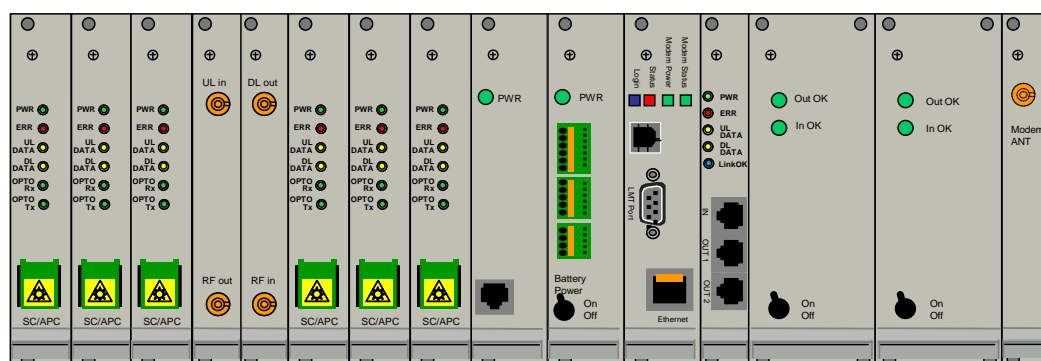 PWR
ERR
UL
DATA
DL
DATA
OPTO
Rx
OPTO
Tx
SC/APC
PWR
ERR
UL
DATA
DL
DATA
OPTO
Rx
OPTO
Tx
SC/APC
PWR
ERR
UL
DATA
DL
DATA
OPTO
Rx
OPTO
Tx
SC/APC
UL in
RF out
DL out
RF in
PWR
ERR
UL
DATA
DL
DATA
OPTO
Rx
OPTO
Tx
SC/APC
PWR
ERR
UL
DATA
DL
DATA
OPTO
Rx
OPTO
Tx
SC/APC
PWR
ERR
UL
DATA
DL
DATA
OPTO
Rx
OPTO
Tx
SC/APC
PWR
PWR
Battery
Power
On
Off
Login
Status
Modem Power
Modem Status
LMT Port
Ethernet
PWR
ERR
UL
DATA
DL
DATA
LinkOK
IN
OUT 1
OUT 2
Out OK
In OK
On
Off
Out OK
In OK
On
Off
Modem
ANT